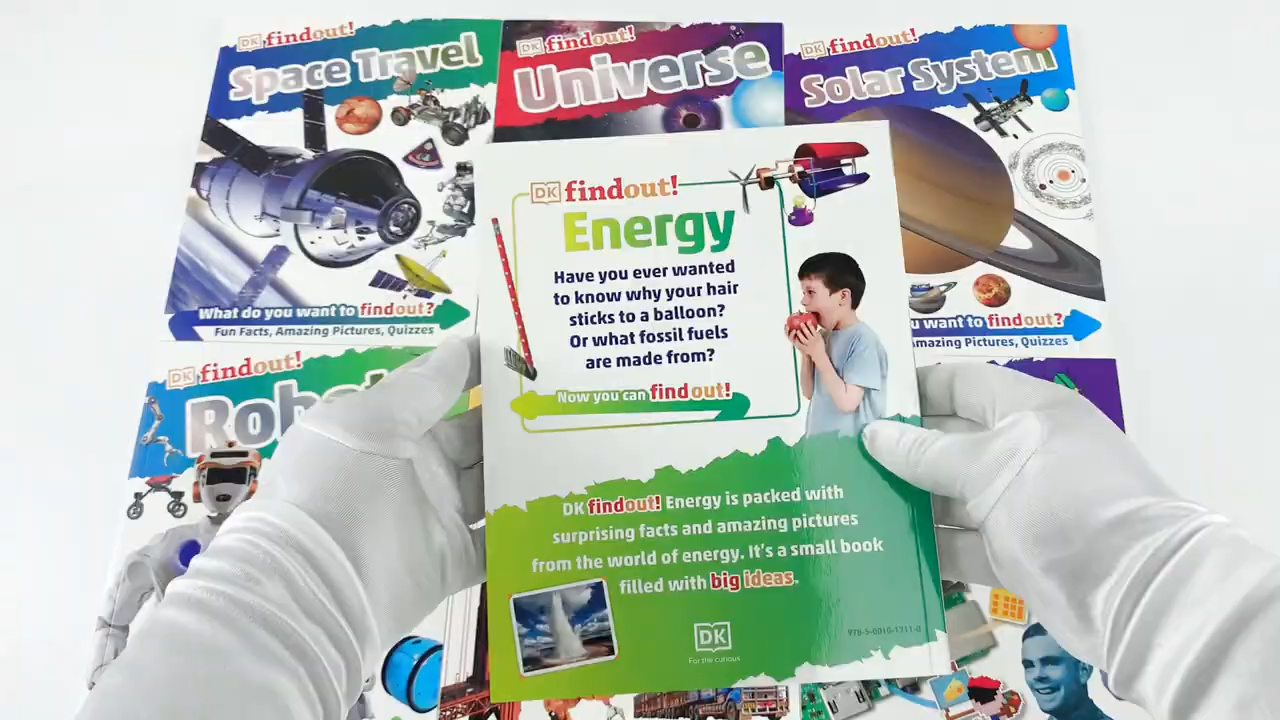 DK findout!
Space Travel
What do you want to findout?
Fun Facts, Amazing Pictures, Quizzes
DK findout!
Universe
DK findout!
Solar System
u want to findout?
mazing Pictures, Quizzes
DK findout!
DK findout!
Energy
Have you ever wanted
to know why your hair
sticks to a balloon?
Or what fossil fuels
are made from?
Now you can find out!
DK findout! Energy is packed with
surprising facts and amazing pictures
from the world of energy. It's a small book
filled with big ideas.
DK
For the curious